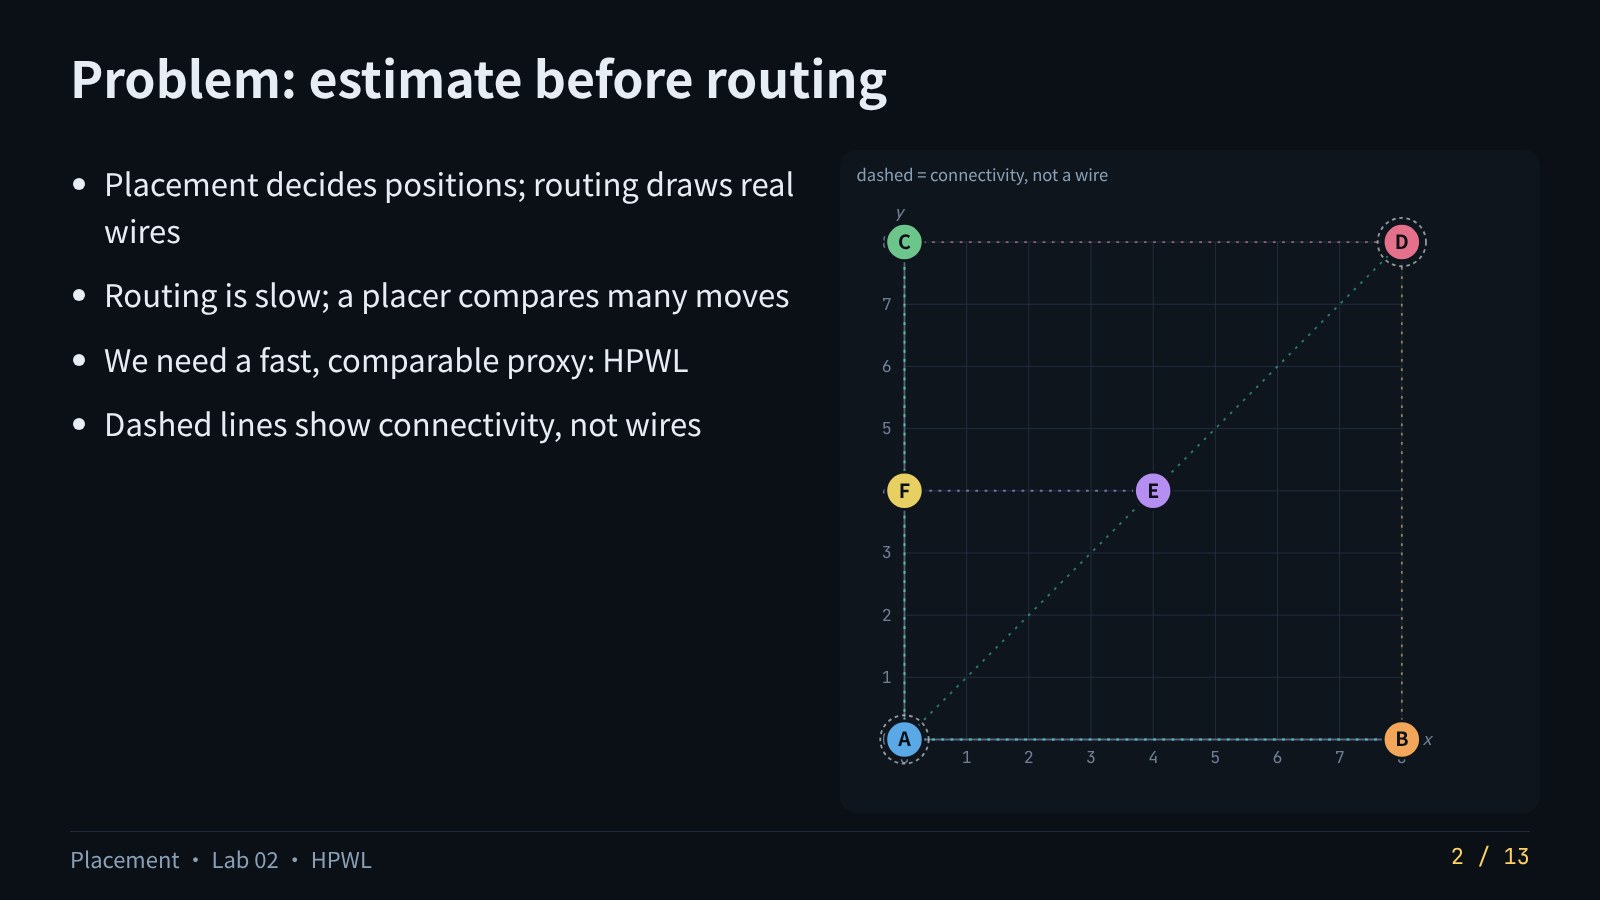 Problem: estimate before routing
Placement decides positions; routing draws real
wires
Routing is slow; a placer compares many moves
We need a fast, comparable proxy: HPWL
Dashed lines show connectivity, not wires
dashed = connectivity, not a wire
y
C
D
7
6
5
F
E
3
2
1
A
B
x
1 2 3 4 5 6 7
Placement • Lab 02 • HPWL
2 / 13